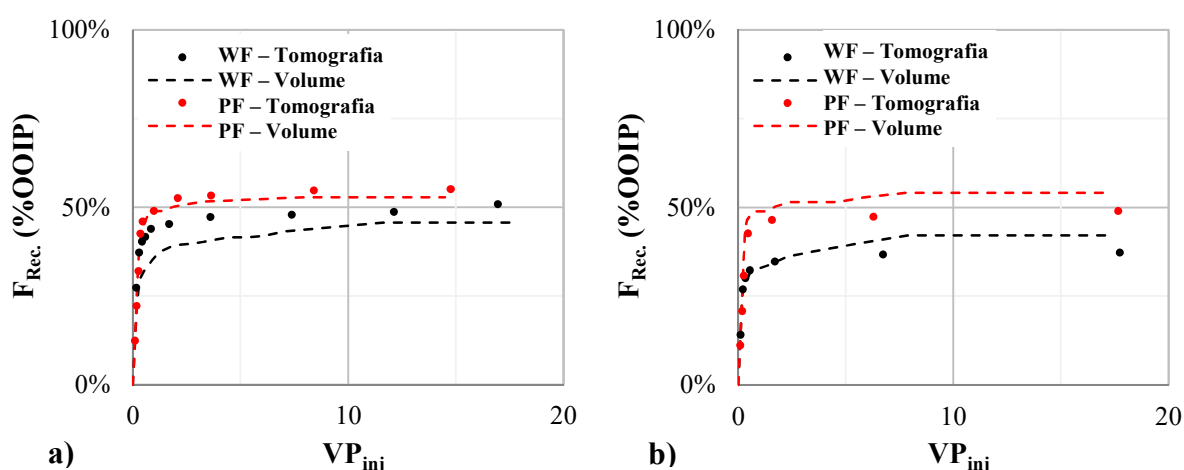 100%
WF – Tomografia
WF – Volume
PF – Tomografia
PF – Volume
F_Rec. (%OOIP)
50%
0%
0
10
20
VP_inj
a)
100%
WF – Tomografia
WF – Volume
PF – Tomografia
PF – Volume
F_Rec. (%OOIP)
50%
0%
0
10
20
VP_inj
b)